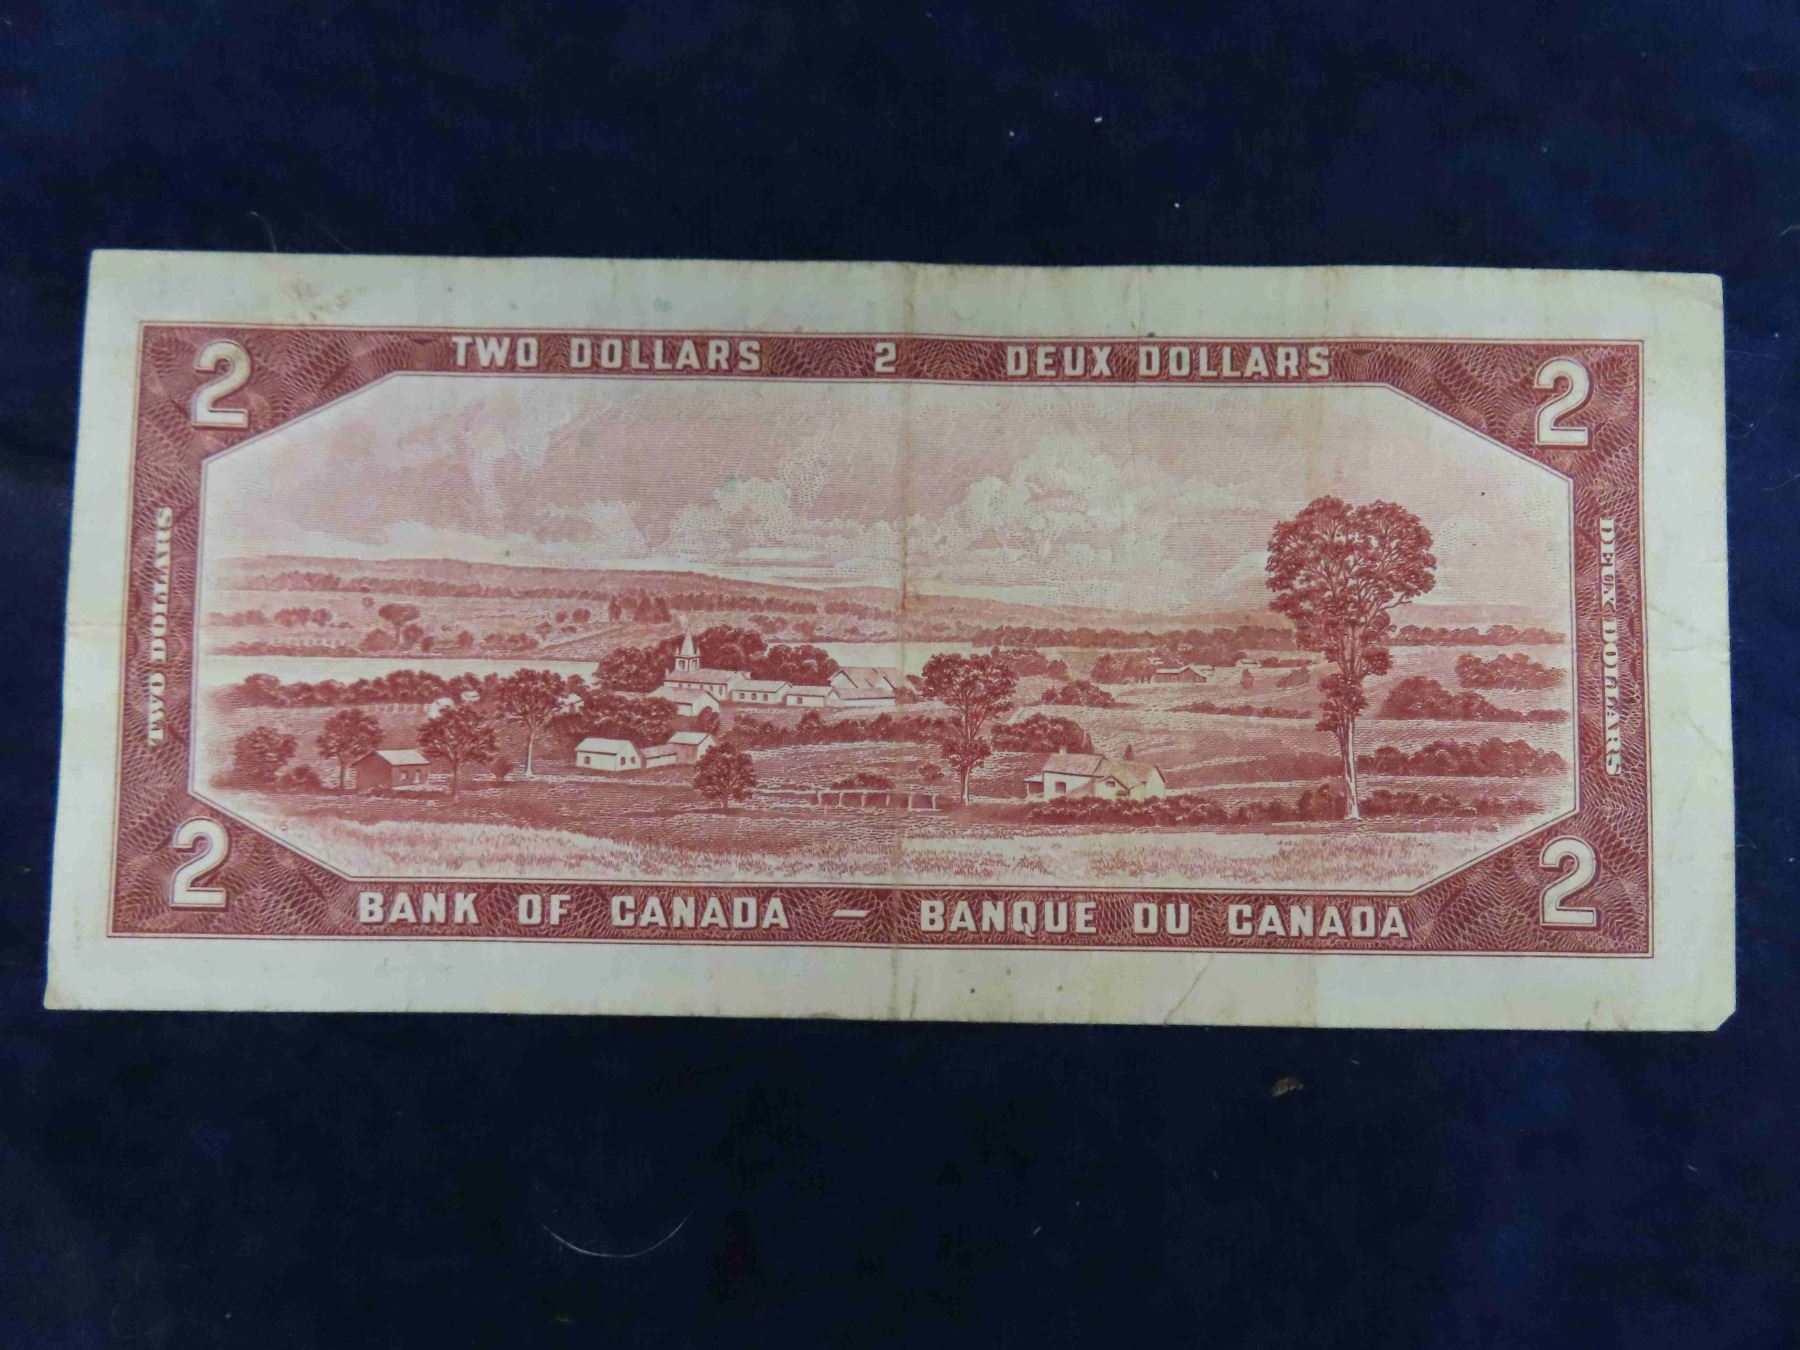 TWO DOLLARS 2 DEUX DOLLARS
2 2
TWO DOLLARS
DEUX DOLLARS
2 2
BANK OF CANADA — BANQUE DU CANADA